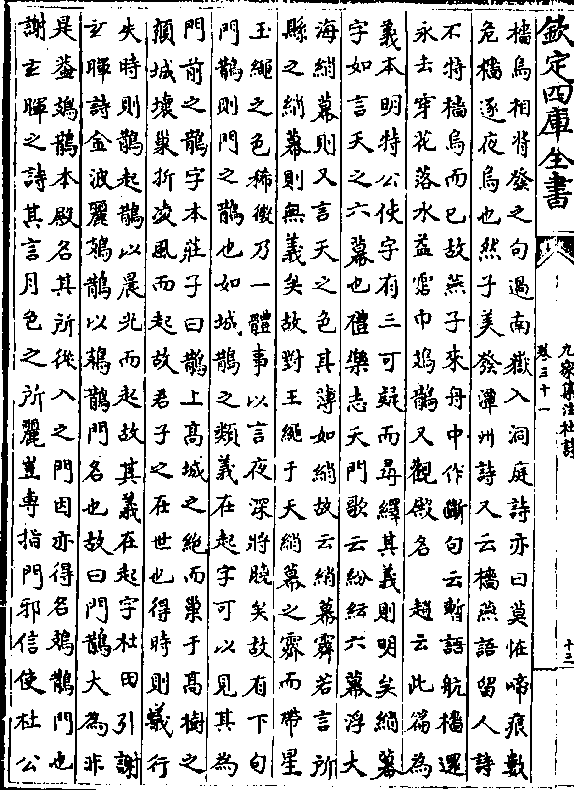 欽定四庫全書
九家集注杜詩
卷三十一
十三
檣烏相將發之句過南嶽入洞庭詩亦曰莫怪啼痕數
危檣逐夜烏也然子美發潭州詩又云檣燕語留人詩
不特檣烏而已故燕子來舟中作斷句云暫語航檣還
永去穿花落水益霑巾塢鵲又觀殿名 趙云此篇為
義本明特公使字有三可疑而尋繹其義則明矣綃幕
字如言天之六幕也禮樂志天門歌云紛紜六幕浮大
海綃幕則又言天之色其薄如綃故云綃幕霽若言所
縣之綃幕則無義矣故對玉繩于天綃幕之霽而帶星
玉繩之色稀微乃一體事以言夜深將曉矣故有下句
門鵲則門之鵲也如城鵲之類義在起字可以見其為
門前之鵲字本莊子曰鵲上高城之絶而巢于高樹之
顛城壞巢折凌風而起故君子之在世也得時則義行
失時則鵲起鵲以晨光而起故其義在起字杜田引謝
玄暉詩金波麗鳷鵲以鳷鵲門名也故曰門鵲大為非
是蓋鳷鵲本殿名其所從入之門因亦得名鳷鵲門也
謝玄暉之詩其言月色之所麗豈專指門邪信使杜公